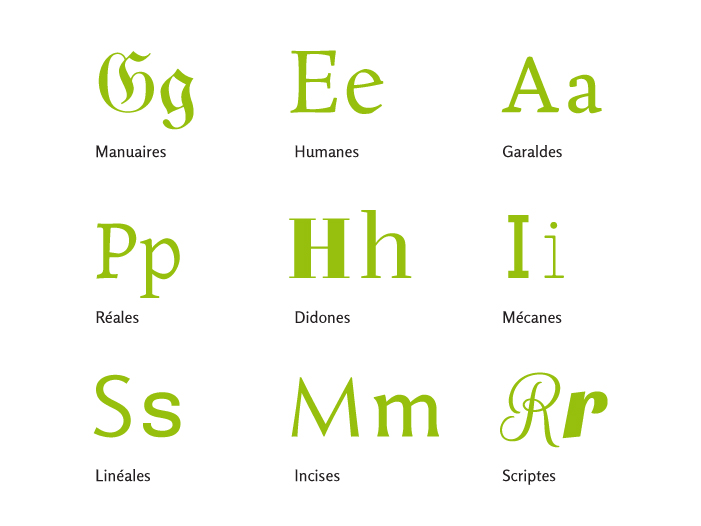 Gg Ee Aa
Manuaires Humanes Garaldes
Pp Hh Ii
Réales Didones Mécanes
Ss Mm Rr
Linéales Incises Scriptes